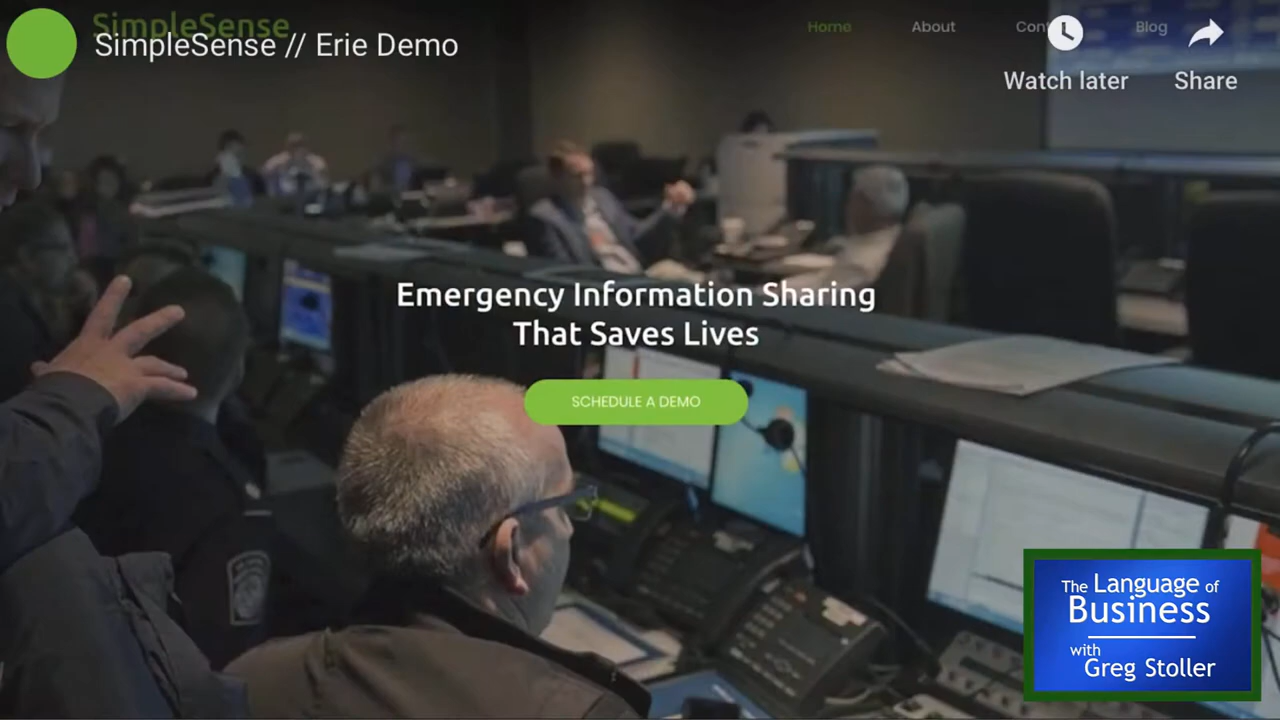 SimpleSense
Home
About
Blog
SimpleSense // Erie Demo
Watch later
Share
Emergency Information Sharing
That Saves Lives
SCHEDULE A DEMO
The Language of
Business
with
Greg Stoller